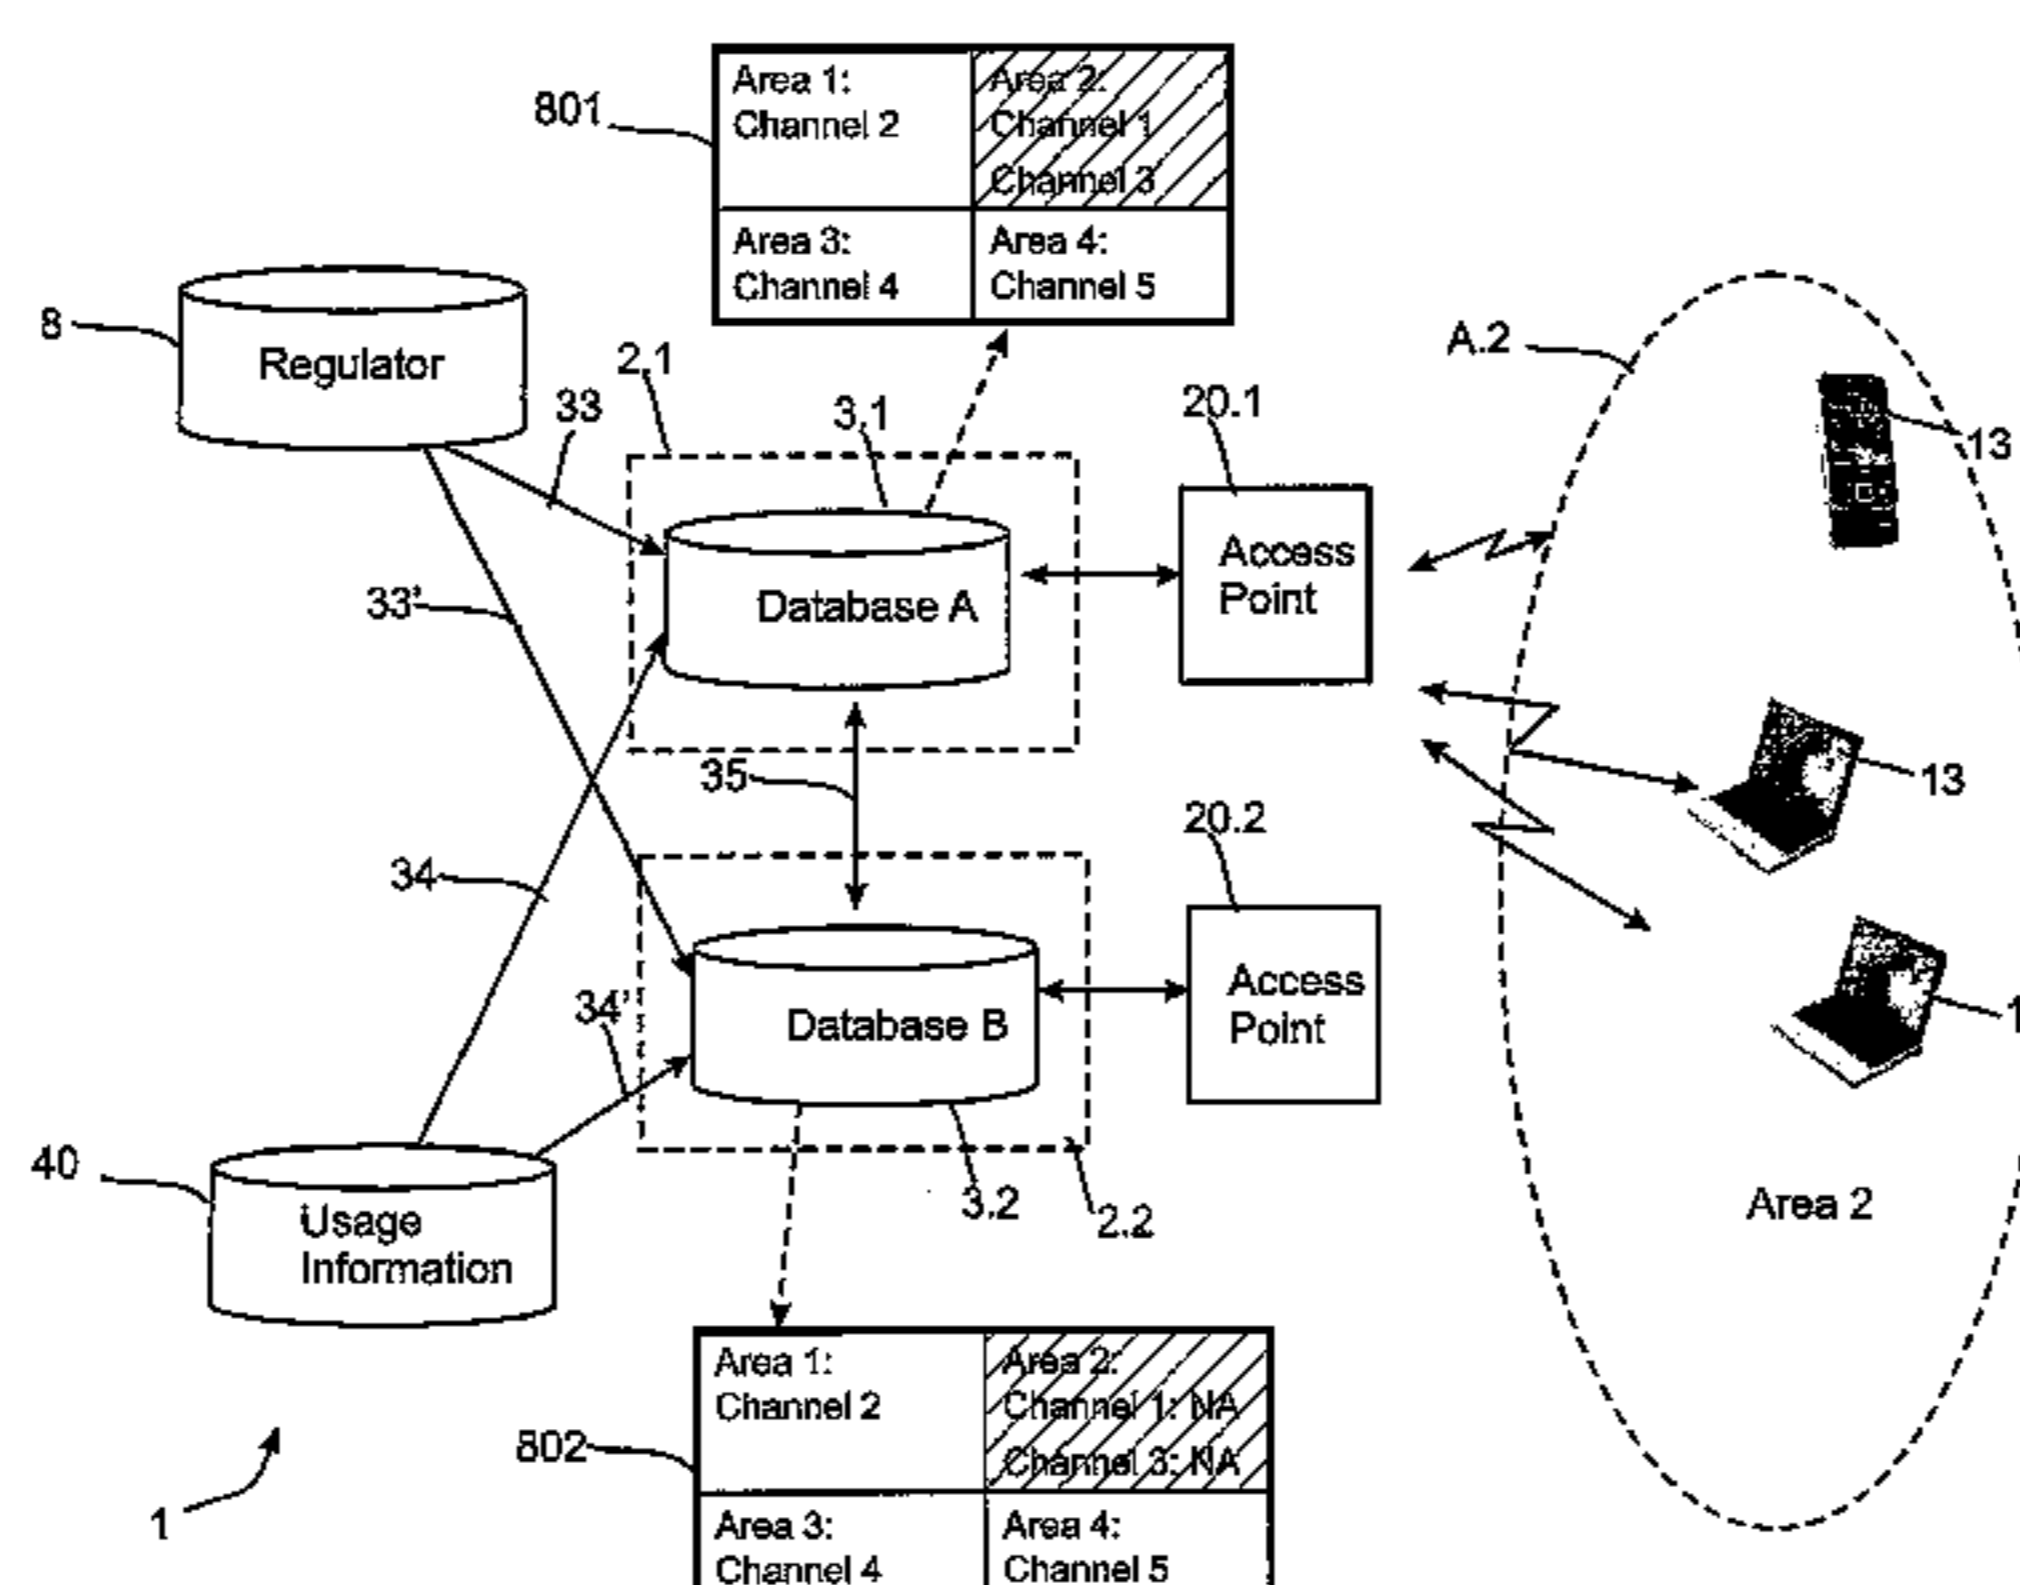 Area 1:
Channel 2
Area 2:
Channel 1
Channel 3
801
Area 3:
Channel 4
Area 4:
Channel 5
8
Regulator
2.1
33
3.1
20.1
A.2
13
Access
Point
Database A
33'
35
13
20.2
34
Access
Point
34'
Database B
1
40
Usage
Information
3.2
2.2
Area 2
Area 1:
Channel 2
Area 2:
Channel 1: NA
Channel 3: NA
802
1
Area 3:
Channel 4
Area 4:
Channel 5